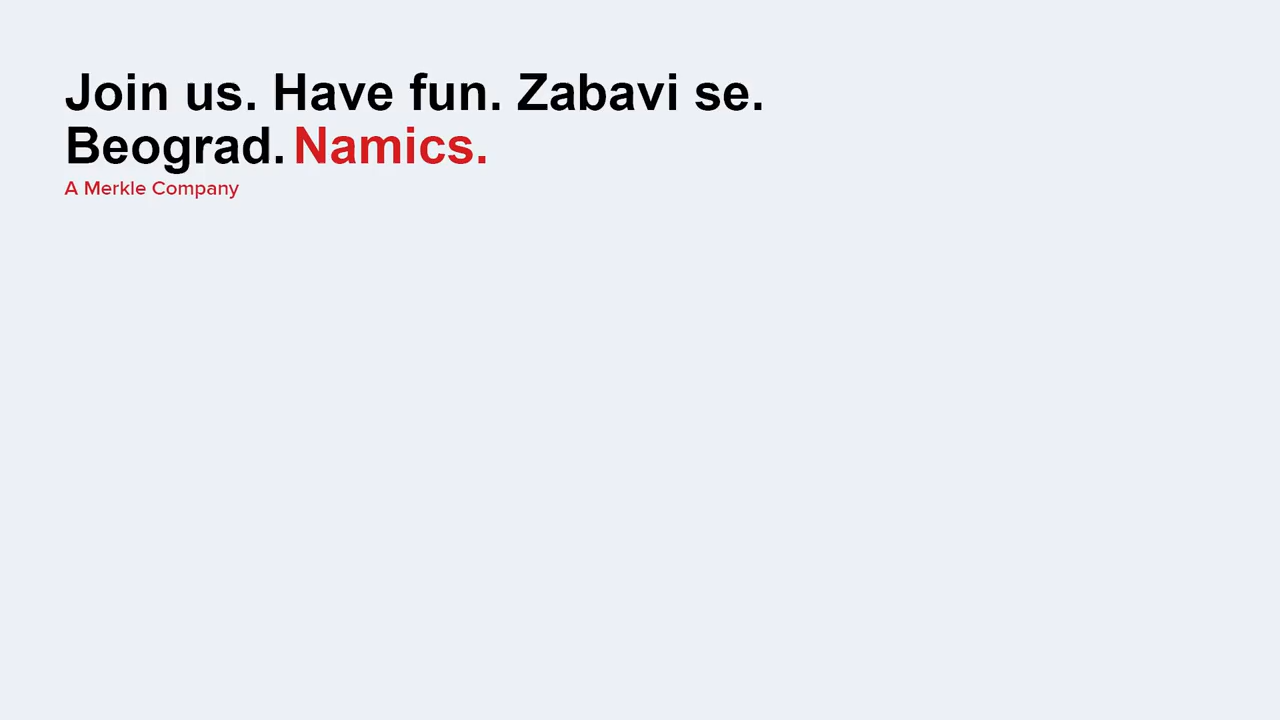 Join us. Have fun. Zabavi se.
Beograd. Namics.
A Merkle Company